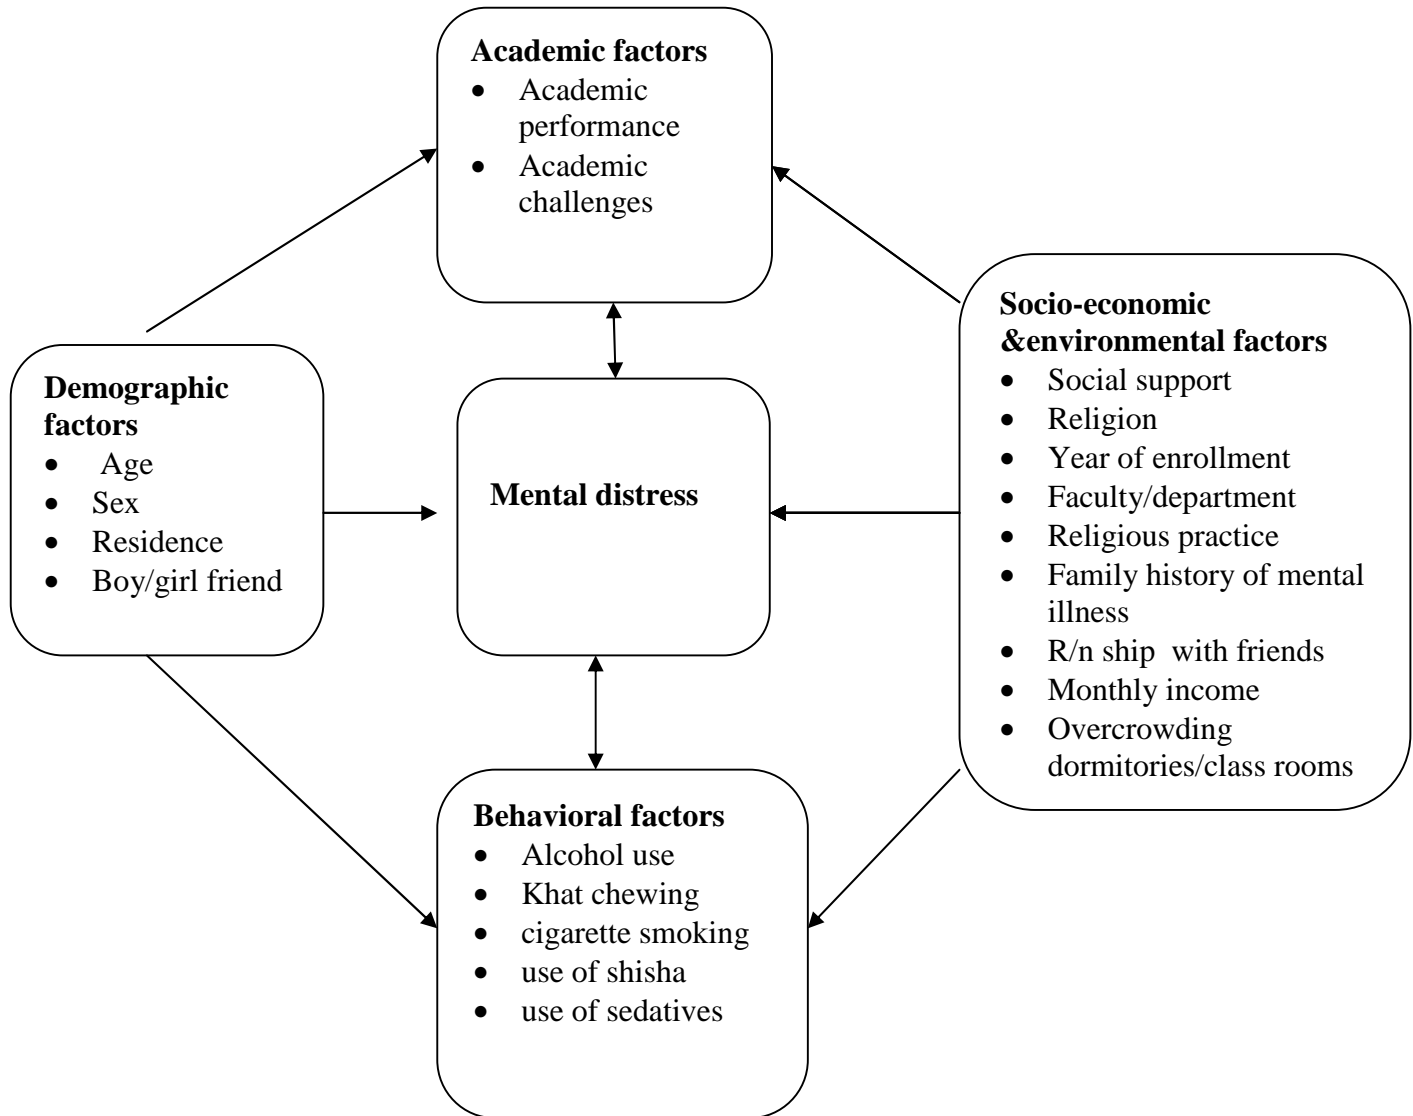 Academic factors
• Academic
performance
• Academic
challenges
Demographic
factors
• Age
• Sex
• Residence
• Boy/girl friend
Mental distress
Socio-economic
&environmental factors
• Social support
• Religion
• Year of enrollment
• Faculty/department
• Religious practice
• Family history of mental
illness
• R/n ship with friends
• Monthly income
• Overcrowding
dormitories/class rooms
Behavioral factors
• Alcohol use
• Khat chewing
• cigarette smoking
• use of shisha
• use of sedatives